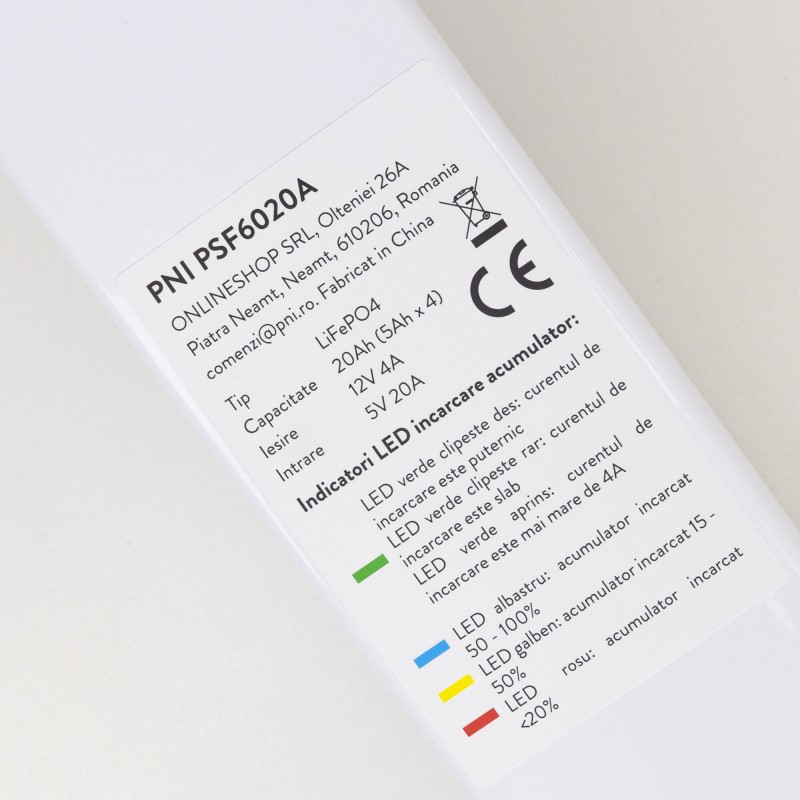 PNI PSF6020A
ONLINESHOP SRL, Olteniei 26A
Piatra Neamt, Neamt, 610206, Romania
comenzi@pni.ro. Fabricat in China
CE
Tip LiFePO4
Capacitate 20Ah (5Ah x 4)
Iesire 12V 4A
Intrare 5V 20A
Indicatori LED incarcare acumulator:
LED verde clipeste des: curentul de
incarcare este puternic
LED verde clipeste rar: curentul de
incarcare este slab
LED verde aprins: curentul de
incarcare este mai mare de 4A
LED albastru: acumulator incarcat
50 - 100%
LED galben: acumulator incarcat 15 -
50%
LED rosu: acumulator incarcat
<20%